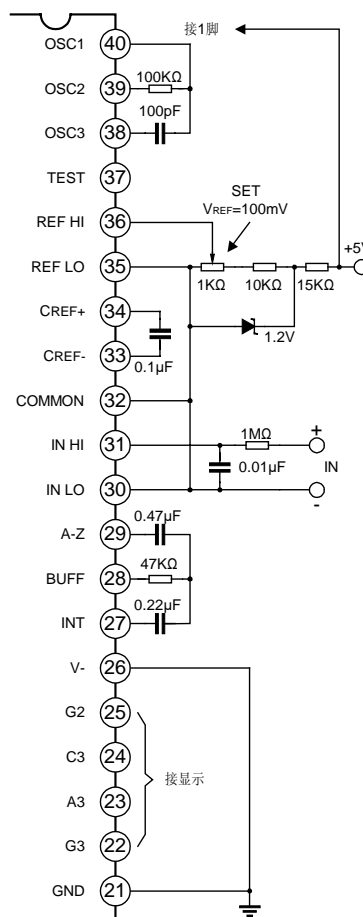 接1脚
OSC1 40
OSC2 39 100KΩ
100pF
OSC3 38
TEST 37
SET
VREF=100mV
REF HI 36
+5V
REF LO 35
1KΩ 10KΩ 15KΩ
CREF+ 34
1.2V
CREF- 33 0.1µF
COMMON 32
1MΩ +
IN HI 31
0.01µF IN
IN LO 30 -
A-Z 29 0.47µF
BUFF 28 47KΩ
0.22µF
INT 27
V- 26
G2 25
C3 24
接显示
A3 23
G3 22
GND 21